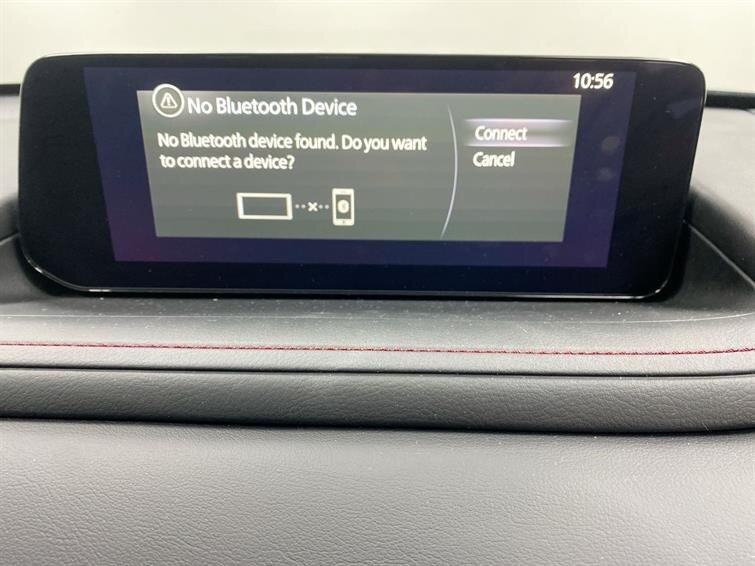 10:56
No Bluetooth Device
No Bluetooth device found. Do you want
to connect a device?
Connect
Cancel